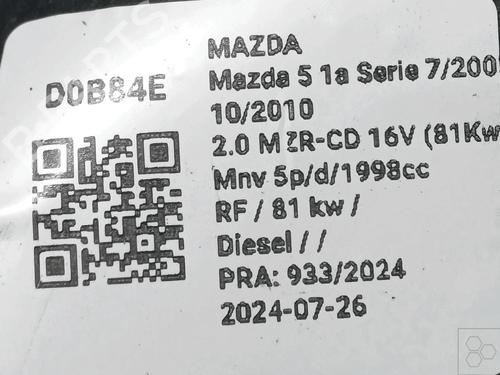 MAZDA
D0B84E
Mazda 5 1a Serie 7/200
10/2010
2.0 MZR-CD 16V (81Kw
Mnv 5p/d/1998cc
RF / 81 kw /
Diesel / /
PRA: 933/2024
2024-07-26